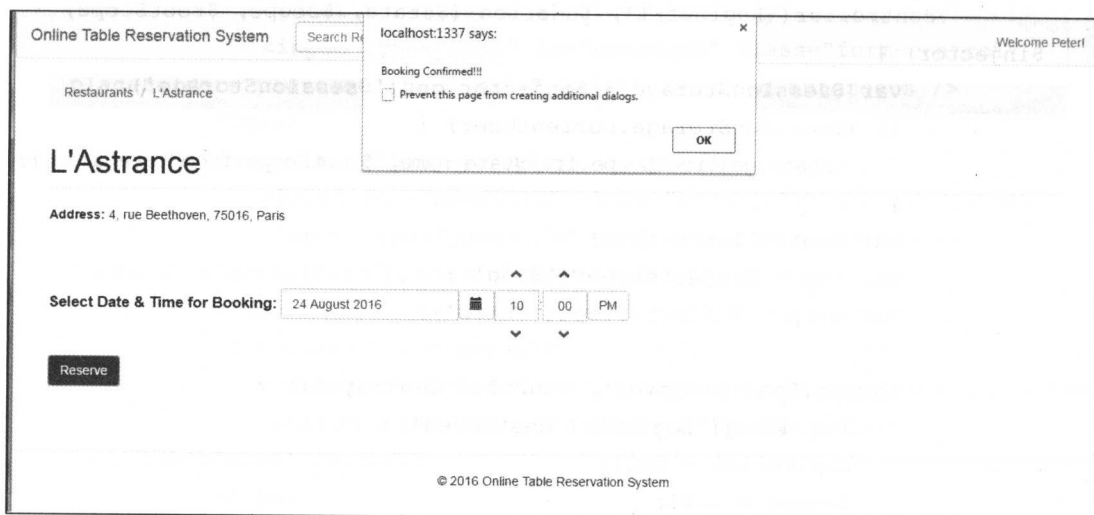 Online Table Reservation System
Search Re
Welcome Peter!
localhost:1337 says:
×
Booking Confirmed!!!
Prevent this page from creating additional dialogs.
OK
Restaurants \ L'Astrance
L'Astrance
Address: 4, rue Beethoven, 75016, Paris
Select Date & Time for Booking: 24 August 2016 10 : 00 PM
Reserve
© 2016 Online Table Reservation System